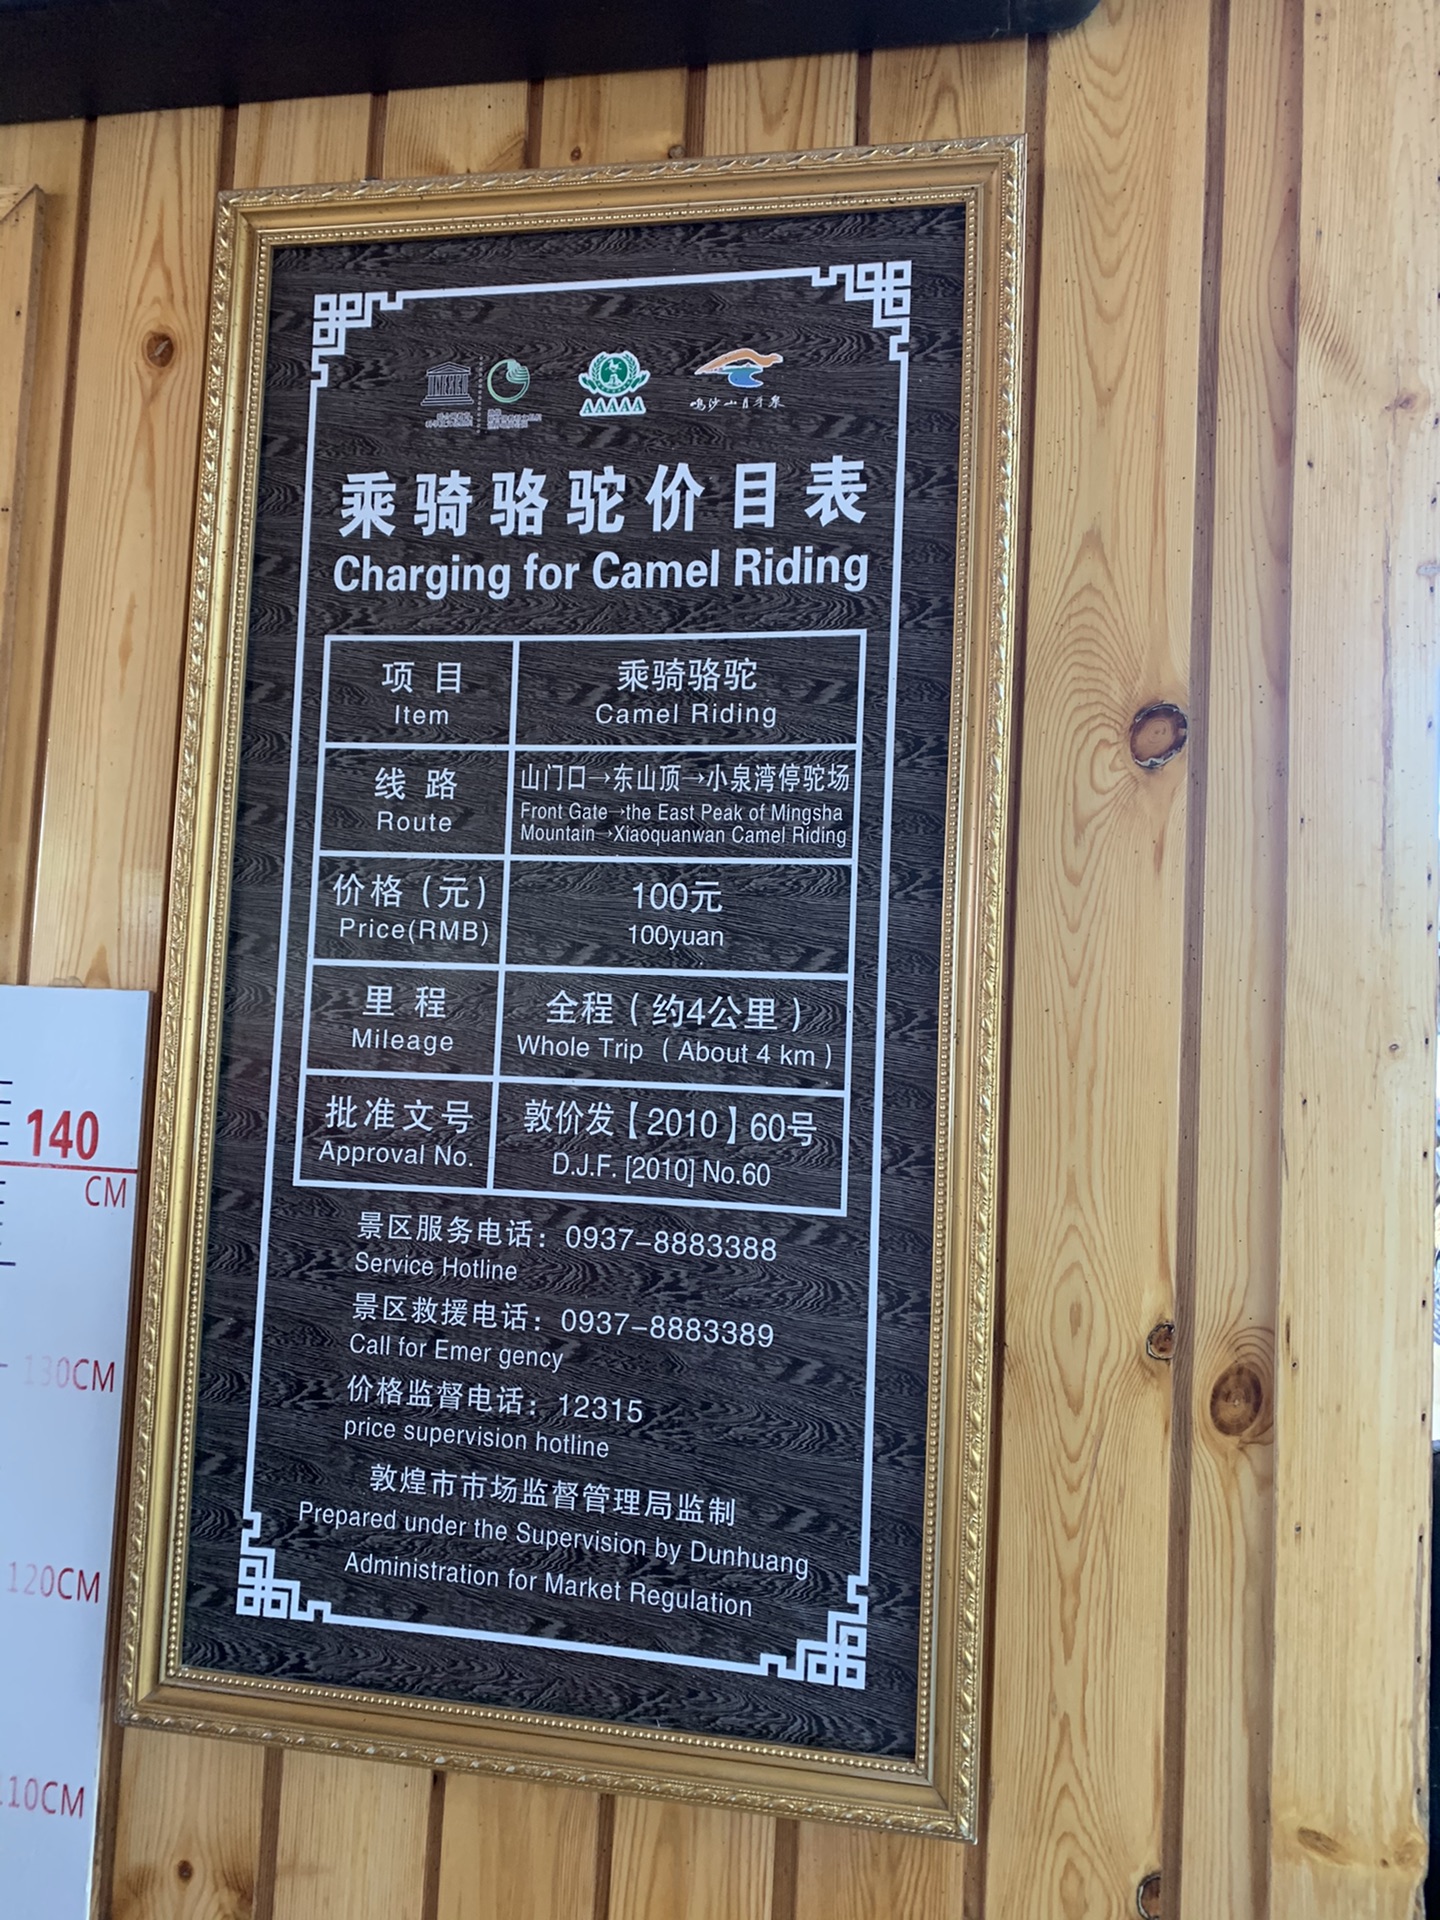 AAAAA
鸣沙山月牙泉
乘骑骆驼价目表
Charging for Camel Riding
项目
Item
乘骑骆驼
Camel Riding
线路
Route
山门口→东山顶→小泉湾停驼场
Front Gate→the East Peak of Mingsha
Mountain→Xiaoquanwan Camel Riding
价格(元)
Price(RMB)
100元
100yuan
里程
Mileage
全程(约4公里)
Whole Trip (About 4 km)
批准文号
Approval No.
敦价发【2010】60号
D.J.F. [2010] No.60
景区服务电话:0937-8883388
Service Hotline
景区救援电话:0937-8883389
Call for Emer gency
价格监督电话:12315
price supervision hotline
敦煌市市场监督管理局监制
Prepared under the Supervision by Dunhuang
Administration for Market Regulation
140
CM
130CM
120CM
110CM